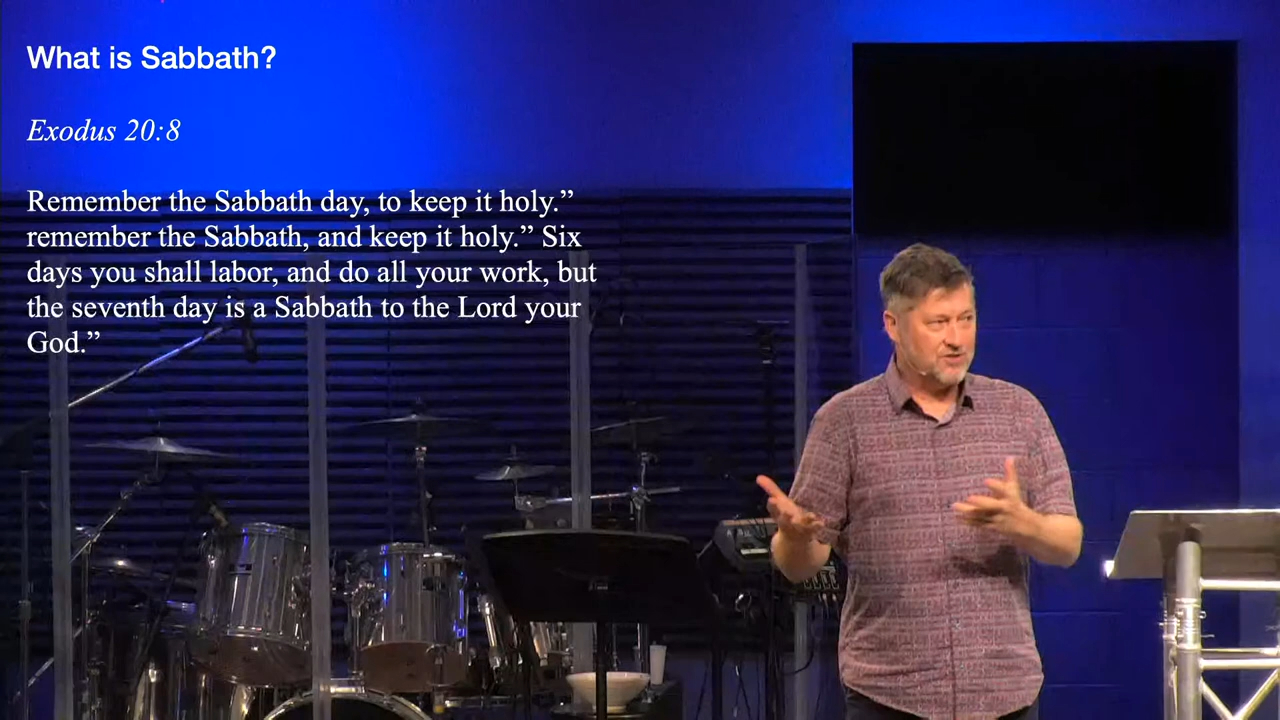 What is Sabbath?
Exodus 20:8
Remember the Sabbath day, to keep it holy.”
remember the Sabbath, and keep it holy.” Six
days you shall labor, and do all your work, but
the seventh day is a Sabbath to the Lord your
God.”